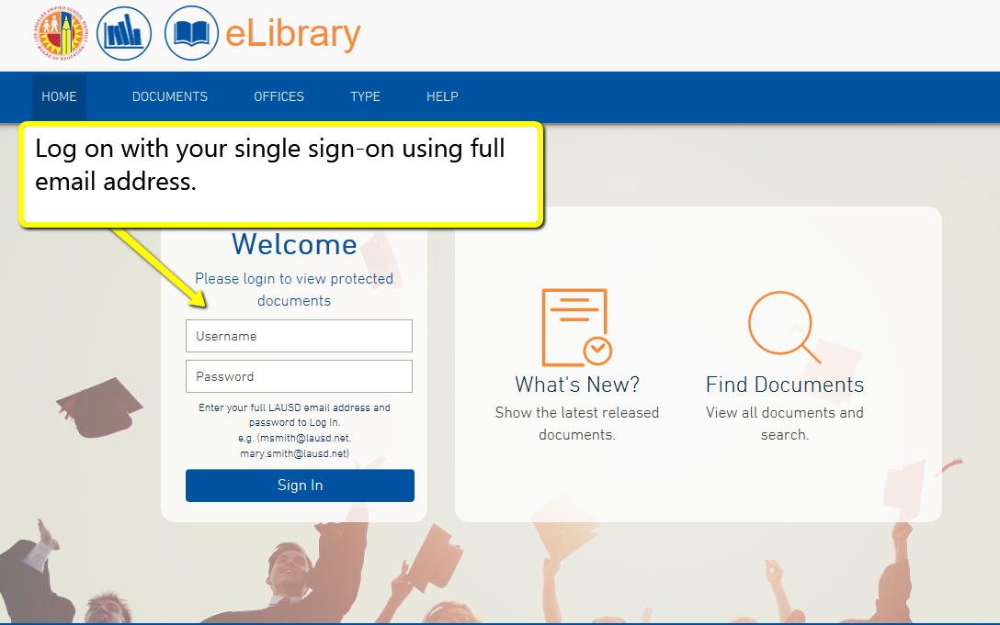 eLibrary
HOME
DOCUMENTS
OFFICES
TYPE
HELP
Log on with your single sign-on using full
email address.
Welcome
Please login to view protected
documents
Username
Password
Enter your full LAUSD email address and
password to Log In.
e.g. (msmith@lausd.net,
mary.smith@lausd.net)
Sign In
What's New?
Show the latest released
documents.
Find Documents
View all documents and
search.